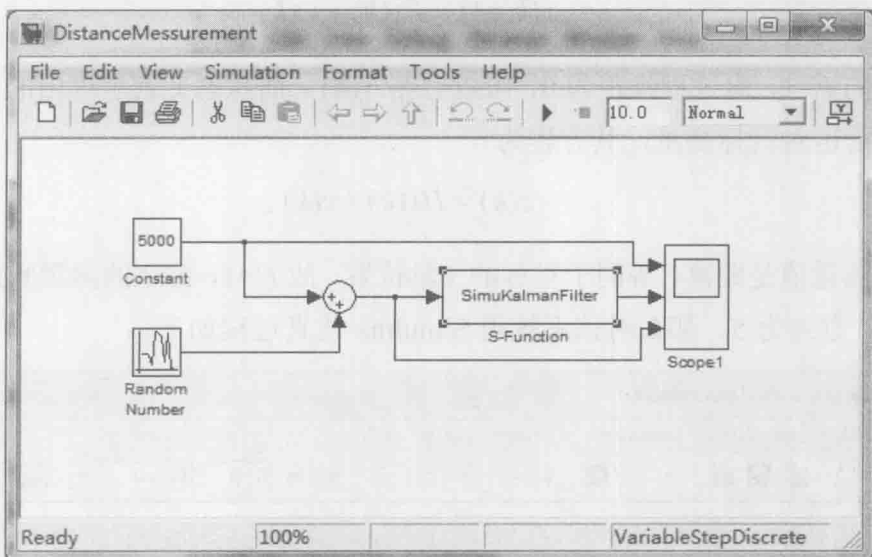 DistanceMessurement
File Edit View Simulation Format Tools Help
10.0 Normal
5000
Constant
SimuKalmanFilter
S-Function
Scope1
Random
Number
Ready 100% VariableStepDiscrete